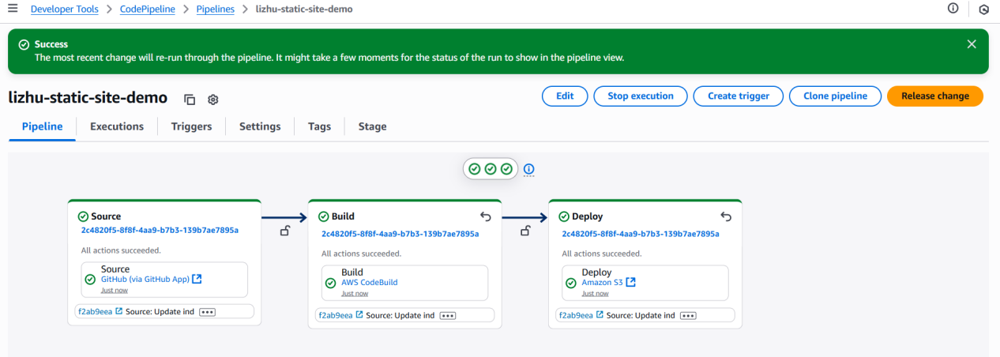 Developer Tools > CodePipeline > Pipelines > lizhu-static-site-demo
Success
The most recent change will re-run through the pipeline. It might take a few moments for the status of the run to show in the pipeline view.
lizhu-static-site-demo
Edit Stop execution Create trigger Clone pipeline Release change
Pipeline Executions Triggers Settings Tags Stage
Source
2c4820f5-8f8f-4aa9-b7b3-139b7ae7895a
All actions succeeded.
Source
GitHub (via GitHub App)
Just now
f2ab9eea Source: Update ind
Build
2c4820f5-8f8f-4aa9-b7b3-139b7ae7895a
All actions succeeded.
Build
AWS CodeBuild
Just now
f2ab9eea Source: Update ind
Deploy
2c4820f5-8f8f-4aa9-b7b3-139b7ae7895a
All actions succeeded.
Deploy
Amazon S3
Just now
f2ab9eea Source: Update ind